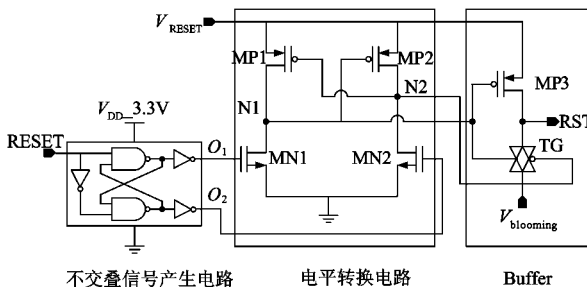 V_RESET
MP1
MP2
MP3
N1
N2
V_DD_3.3V
RESET
O_1
O_2
MN1
MN2
RST
TG
V_blooming
不交叠信号产生电路
电平转换电路
Buffer